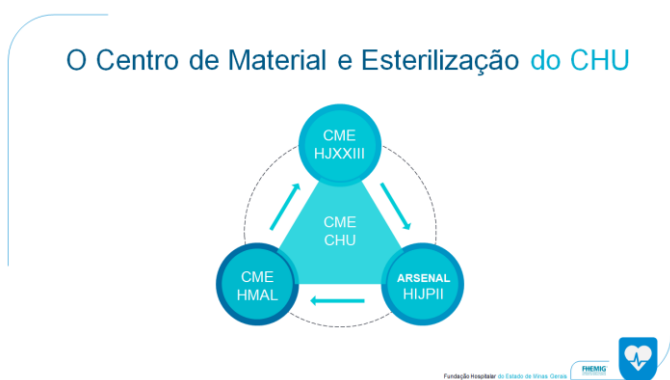 O Centro de Material e Esterilização do CHU
CME
HJXXIII
CME
CHU
CME
HMAL
ARSENAL
HIJPII
Fundação Hospitalar do Estado de Minas Gerais
FHEMIG